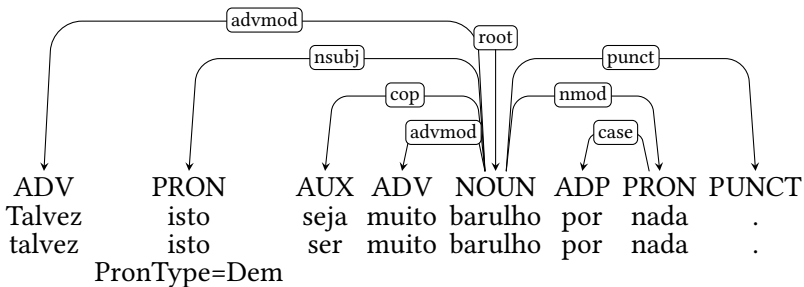 advmod
root
nsubj
punct
cop
nmod
advmod
case
ADV PRON AUX ADV NOUN ADP PRON PUNCT
Talvez isto seja muito barulho por nada .
talvez isto ser muito barulho por nada .
PronType=Dem